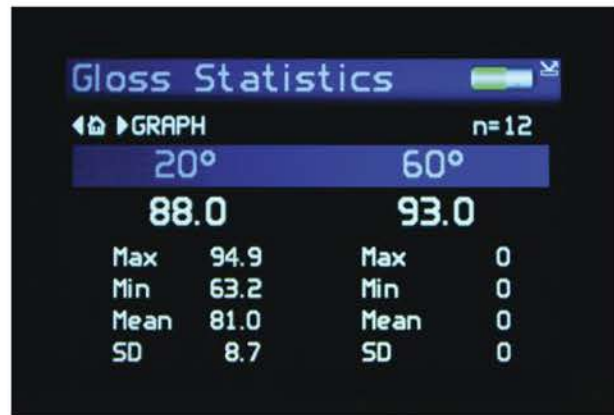 Gloss Statistics
GRAPH n=12
20° 60°
88.0 93.0
Max 94.9 Max 0
Min 63.2 Min 0
Mean 81.0 Mean 0
SD 8.7 SD 0